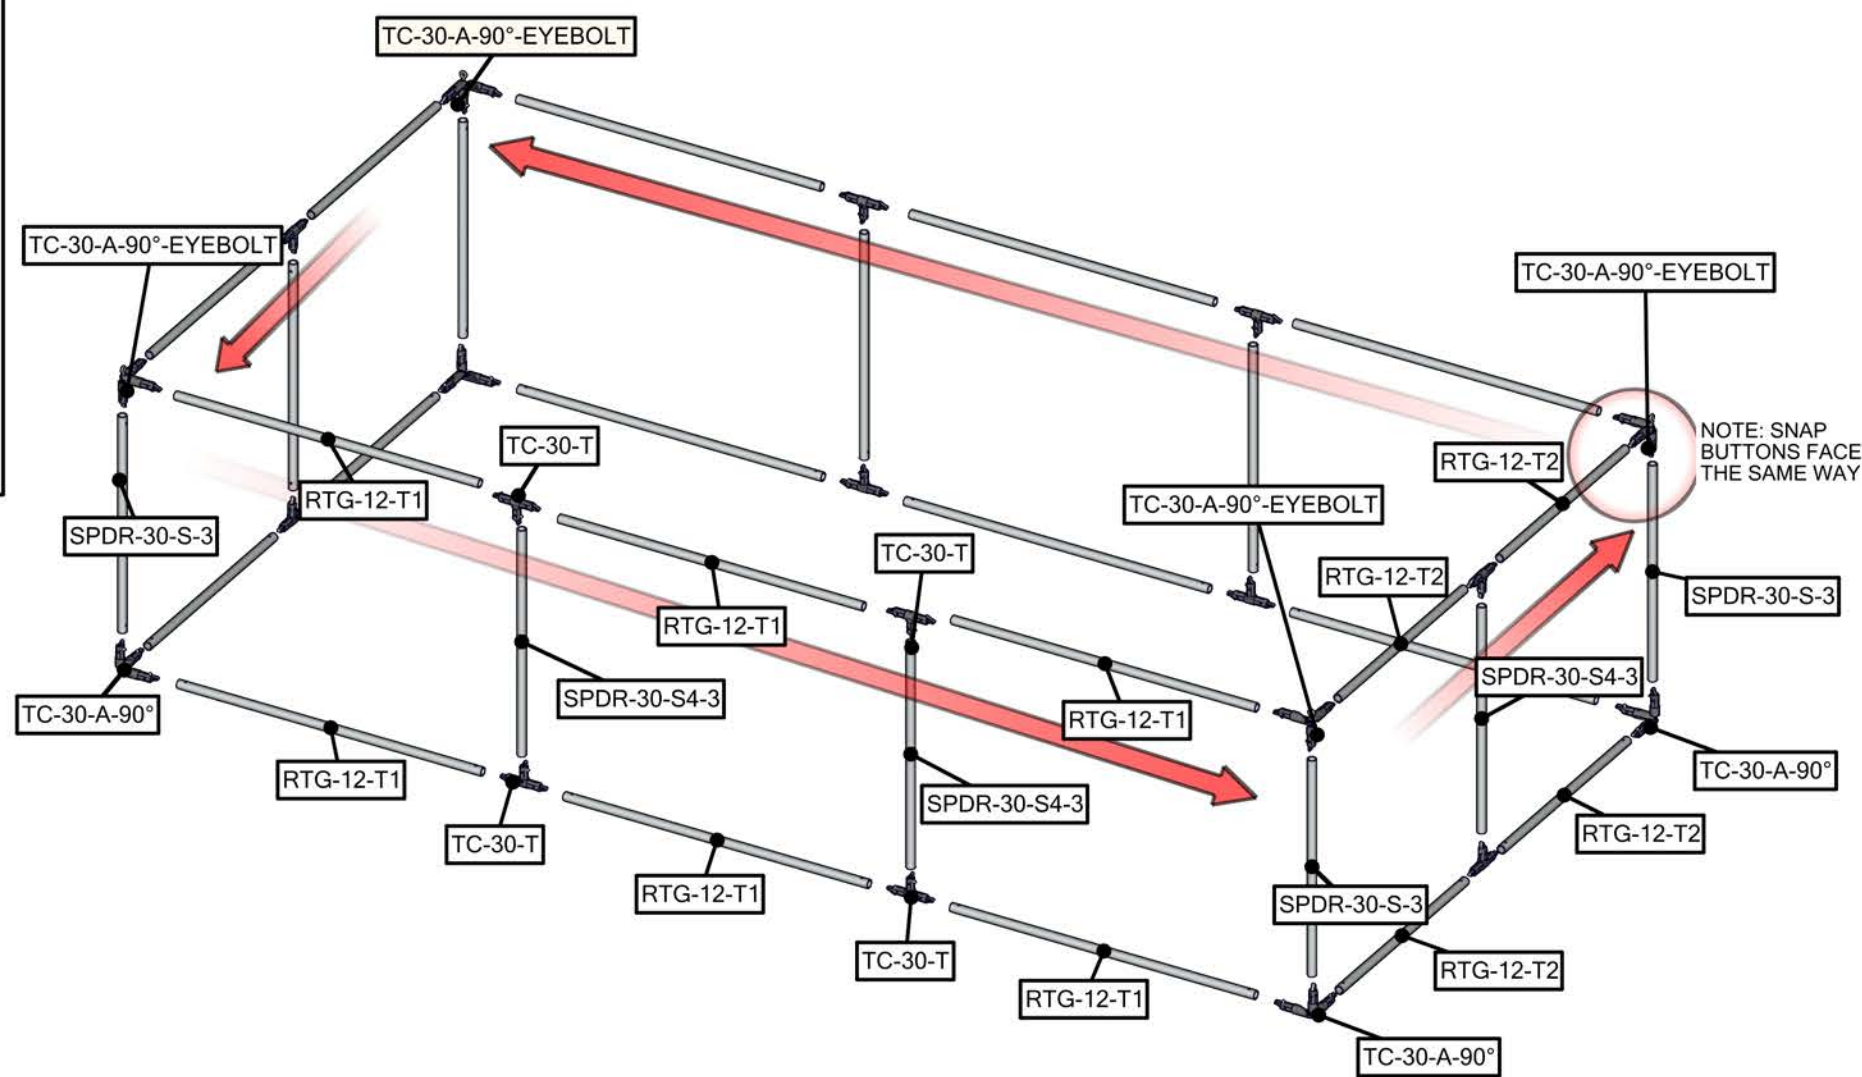 TC-30-A-90°-EYEBOLT
TC-30-A-90°-EYEBOLT
TC-30-A-90°-EYEBOLT
NOTE: SNAP
BUTTONS FACE
THE SAME WAY
TC-30-T
RTG-12-T2
RTG-12-T1
TC-30-A-90°-EYEBOLT
SPDR-30-S-3
TC-30-T
RTG-12-T2
SPDR-30-S-3
RTG-12-T1
SPDR-30-S4-3
SPDR-30-S4-3
TC-30-A-90°
RTG-12-T1
TC-30-A-90°
RTG-12-T1
SPDR-30-S4-3
RTG-12-T2
TC-30-T
RTG-12-T1
SPDR-30-S-3
TC-30-T
RTG-12-T2
RTG-12-T1
TC-30-A-90°